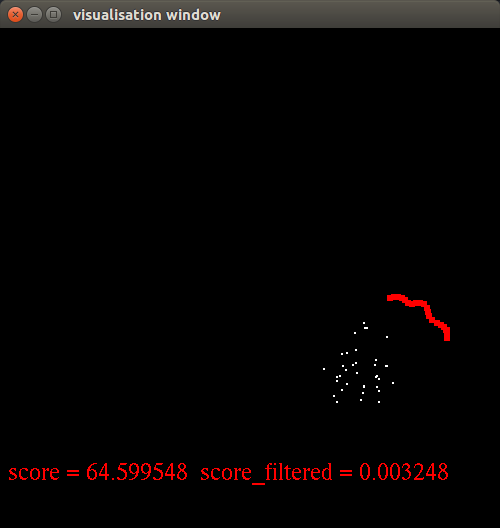 visualisation window
score = 64.599548 score_filtered = 0.003248